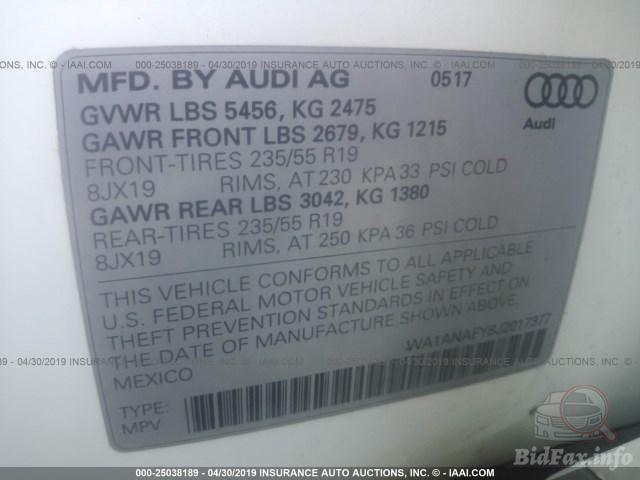 000-25038189 - 04/30/2019 INSURANCE AUTO AUCTIONS, INC. - © IAAI.COM
MFD. BY AUDI AG 0517
GVWR LBS 5456, KG 2475
GAWR FRONT LBS 2679, KG 1215
Audi
FRONT-TIRES 235/55 R19
8JX19 RIMS, AT 230 KPA 33 PSI COLD
GAWR REAR LBS 3042, KG 1380
REAR-TIRES 235/55 R19
8JX19 RIMS, AT 250 KPA 36 PSI COLD
THIS VEHICLE CONFORMS TO ALL APPLICABLE
U.S. FEDERAL MOTOR VEHICLE SAFETY AND
THEFT PREVENTION STANDARDS IN EFFECT ON
THE DATE OF MANUFACTURE SHOWN ABOVE.
MEXICO
WA1ANAFY8J2017377
TYPE:
MPV
BidFax.info
000-25038189 - 04/30/2019 INSURANCE AUTO AUCTIONS, INC. - © IAAI.COM